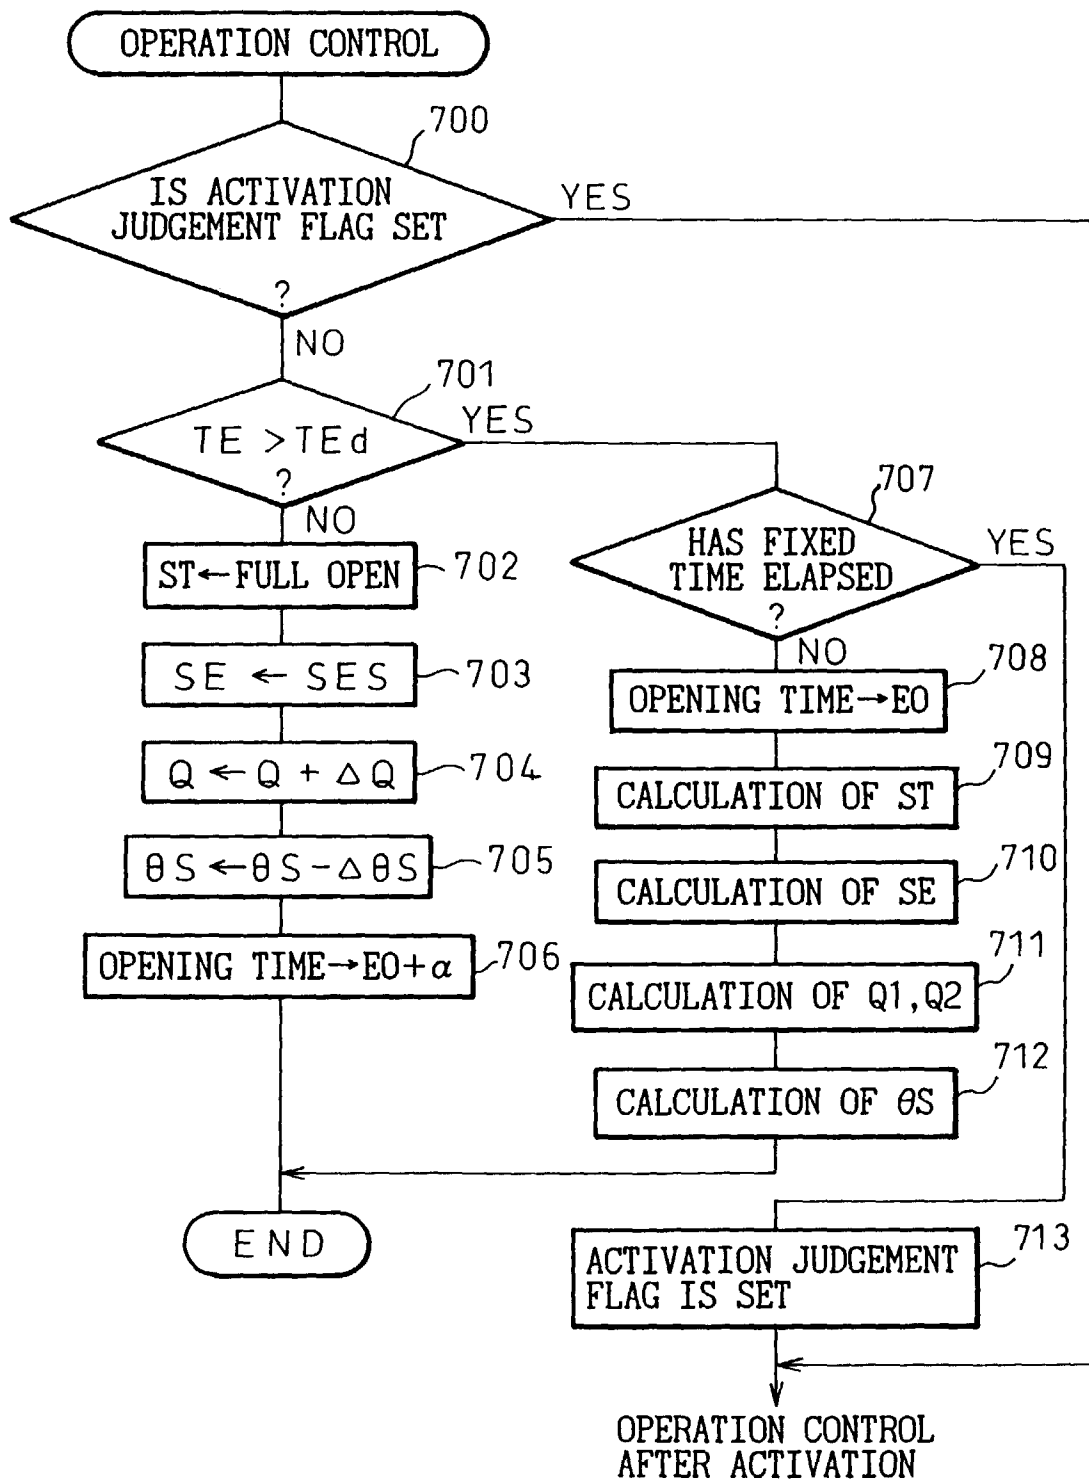 OPERATION CONTROL
700
IS ACTIVATION
JUDGEMENT FLAG SET
?
YES
NO
701
TE > TEd
?
YES
NO
ST←FULL OPEN
702
SE ← SES
703
Q ← Q + △Q
704
θS ← θS - △θS
705
OPENING TIME→EO+α
706
707
HAS FIXED
TIME ELAPSED
?
YES
NO
708
OPENING TIME→EO
709
CALCULATION OF ST
710
CALCULATION OF SE
711
CALCULATION OF Q1,Q2
712
CALCULATION OF θS
END
713
ACTIVATION JUDGEMENT
FLAG IS SET
OPERATION CONTROL
AFTER ACTIVATION